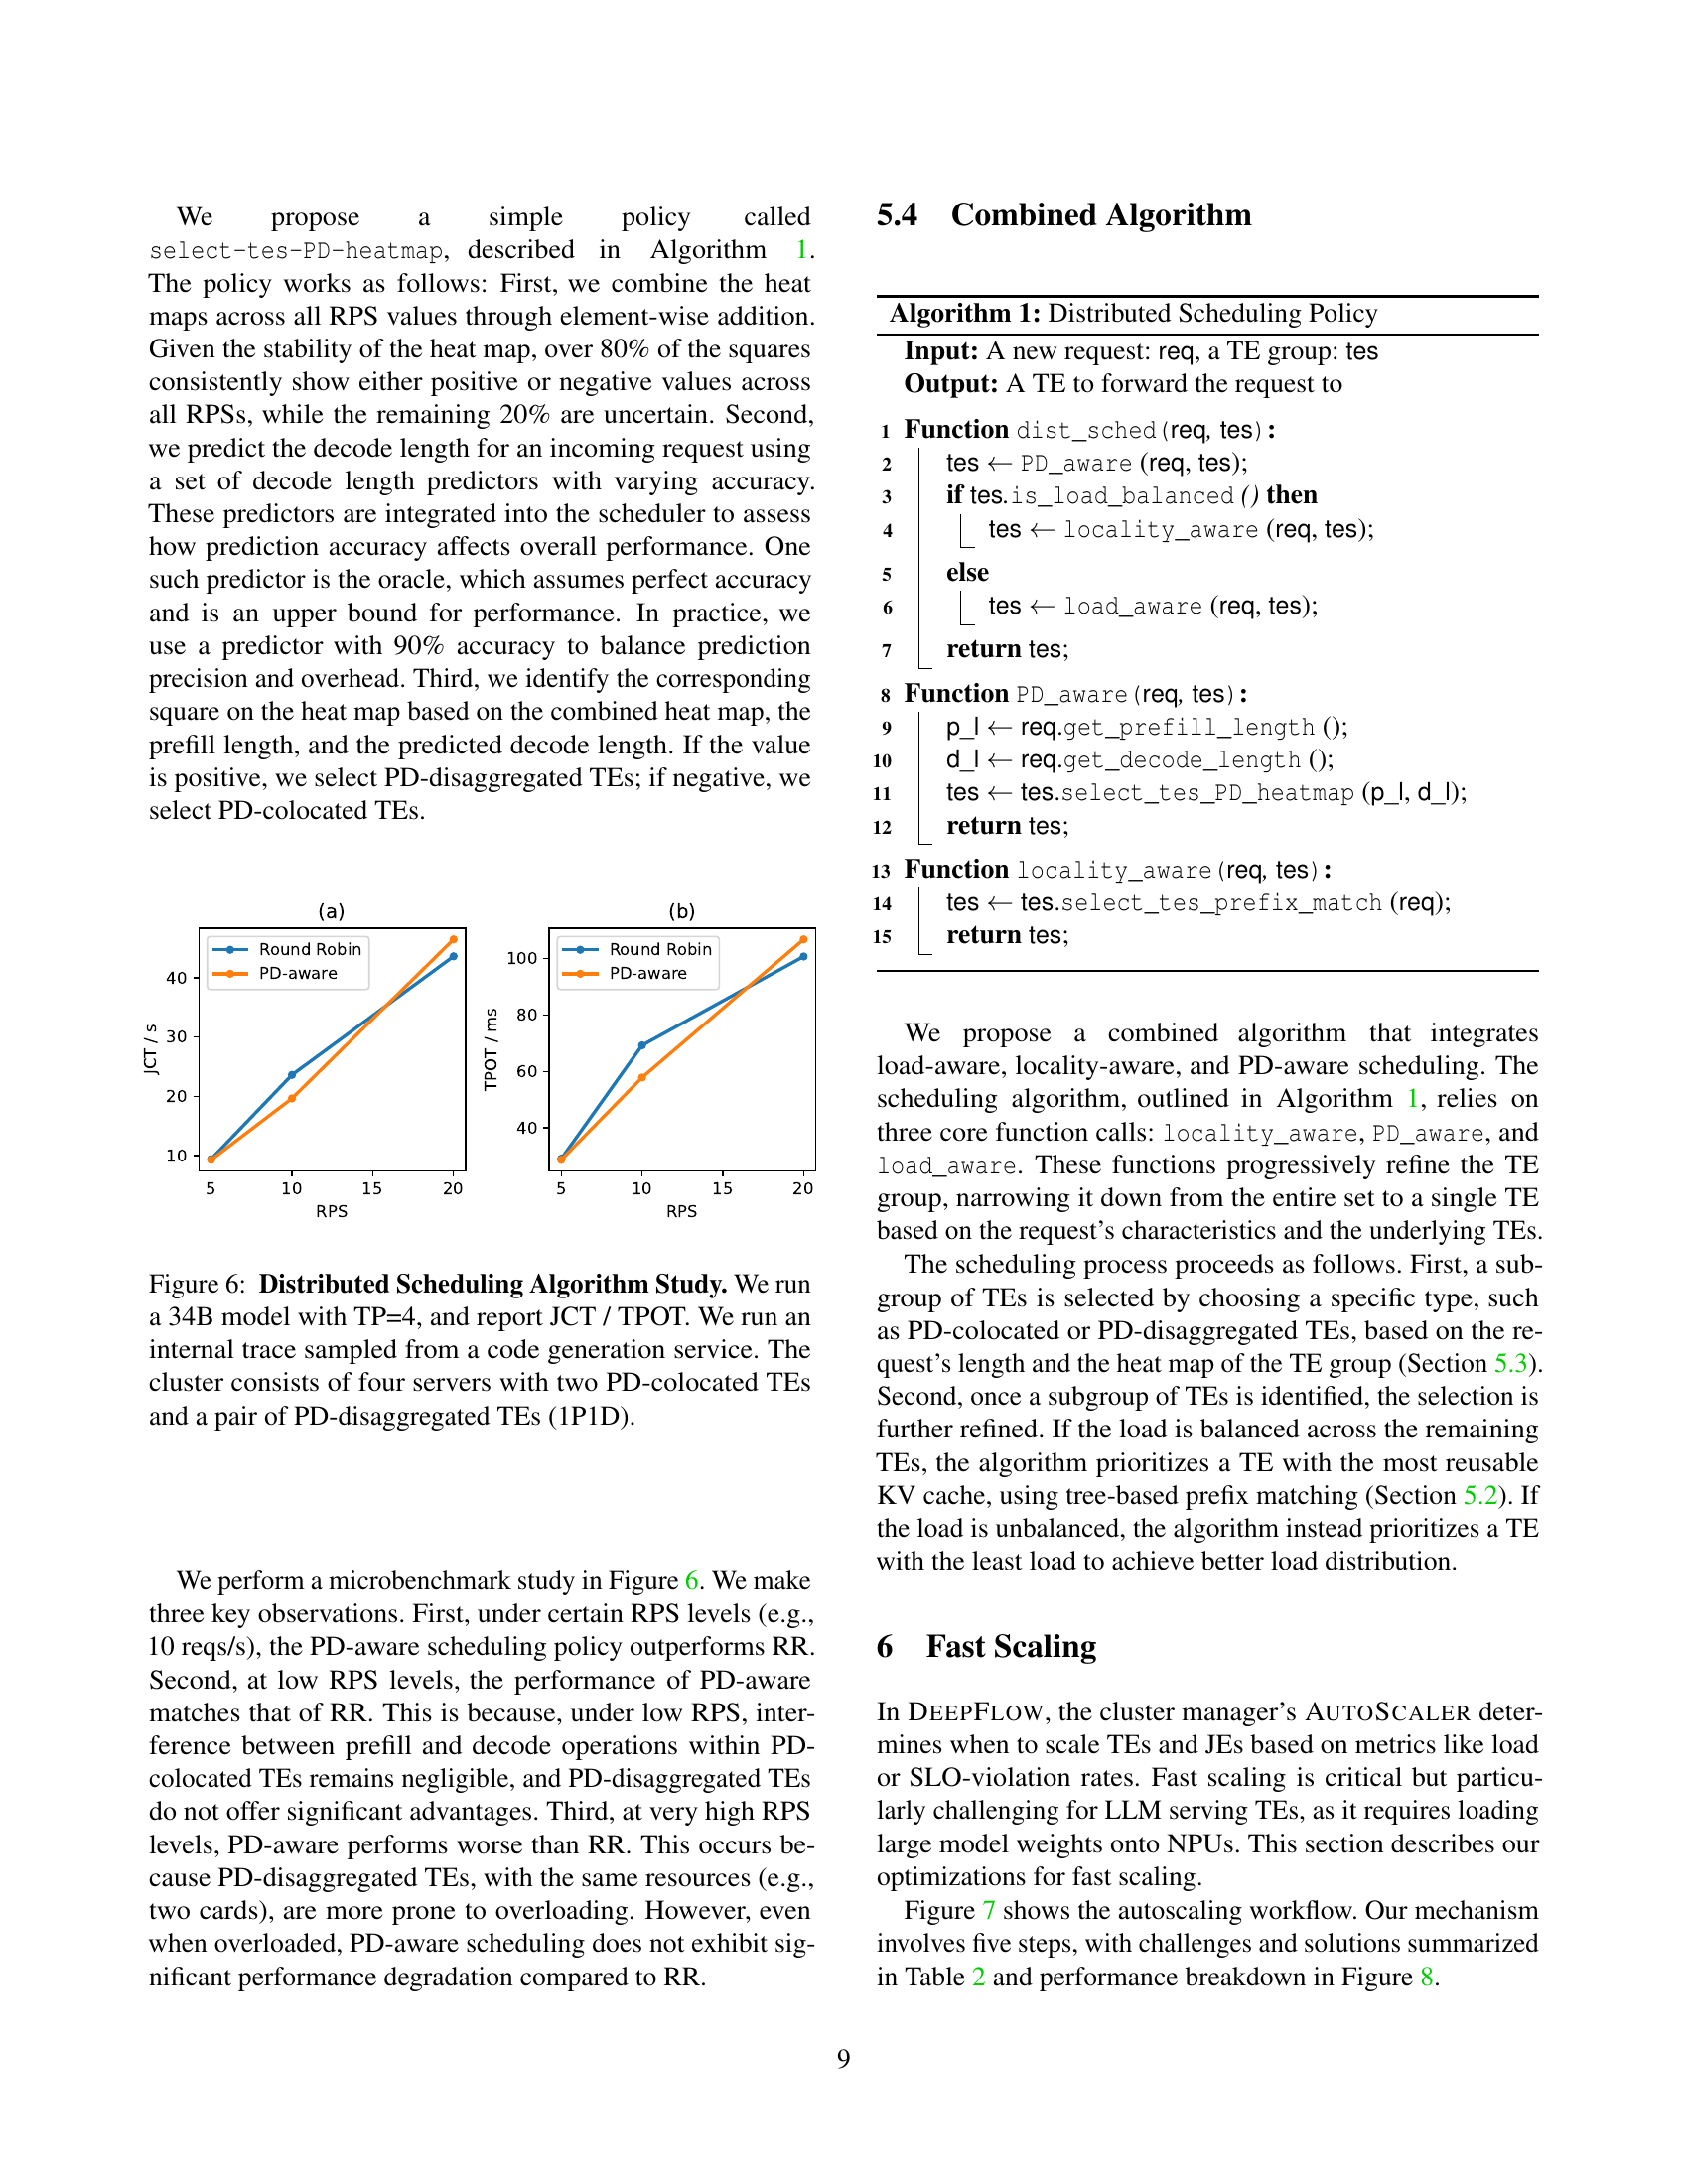 We propose a simple policy called
select-tes-PD-heatmap, described in Algorithm 1.
The policy works as follows: First, we combine the heat
maps across all RPS values through element-wise addition.
Given the stability of the heat map, over 80% of the squares
consistently show either positive or negative values across
all RPSs, while the remaining 20% are uncertain. Second,
we predict the decode length for an incoming request using
a set of decode length predictors with varying accuracy.
These predictors are integrated into the scheduler to assess
how prediction accuracy affects overall performance. One
such predictor is the oracle, which assumes perfect accuracy
and is an upper bound for performance. In practice, we
use a predictor with 90% accuracy to balance prediction
precision and overhead. Third, we identify the corresponding
square on the heat map based on the combined heat map, the
prefill length, and the predicted decode length. If the value
is positive, we select PD-disaggregated TEs; if negative, we
select PD-colocated TEs.
(a)
Round Robin
PD-aware
40
30
20
10
JCT / s
5 10 15 20
RPS
(b)
Round Robin
PD-aware
100
80
60
40
TPOT / ms
5 10 15 20
RPS
Figure 6: Distributed Scheduling Algorithm Study. We run
a 34B model with TP=4, and report JCT / TPOT. We run an
internal trace sampled from a code generation service. The
cluster consists of four servers with two PD-colocated TEs
and a pair of PD-disaggregated TEs (1P1D).
We perform a microbenchmark study in Figure 6. We make
three key observations. First, under certain RPS levels (e.g.,
10 reqs/s), the PD-aware scheduling policy outperforms RR.
Second, at low RPS levels, the performance of PD-aware
matches that of RR. This is because, under low RPS, inter-
ference between prefill and decode operations within PD-
colocated TEs remains negligible, and PD-disaggregated TEs
do not offer significant advantages. Third, at very high RPS
levels, PD-aware performs worse than RR. This occurs be-
cause PD-disaggregated TEs, with the same resources (e.g.,
two cards), are more prone to overloading. However, even
when overloaded, PD-aware scheduling does not exhibit sig-
nificant performance degradation compared to RR.
5.4 Combined Algorithm
Algorithm 1: Distributed Scheduling Policy
Input: A new request: req, a TE group: tes
Output: A TE to forward the request to
1 Function dist_sched(req, tes):
2 tes ← PD_aware (req, tes);
3 if tes.is_load_balanced () then
4 tes ← locality_aware (req, tes);
5 else
6 tes ← load_aware (req, tes);
7 return tes;
8 Function PD_aware(req, tes):
9 p_l ← req.get_prefill_length ();
10 d_l ← req.get_decode_length ();
11 tes ← tes.select_tes_PD_heatmap (p_l, d_l);
12 return tes;
13 Function locality_aware(req, tes):
14 tes ← tes.select_tes_prefix_match (req);
15 return tes;
We propose a combined algorithm that integrates
load-aware, locality-aware, and PD-aware scheduling. The
scheduling algorithm, outlined in Algorithm 1, relies on
three core function calls: locality_aware, PD_aware, and
load_aware. These functions progressively refine the TE
group, narrowing it down from the entire set to a single TE
based on the request's characteristics and the underlying TEs.
The scheduling process proceeds as follows. First, a sub-
group of TEs is selected by choosing a specific type, such
as PD-colocated or PD-disaggregated TEs, based on the re-
quest's length and the heat map of the TE group (Section 5.3).
Second, once a subgroup of TEs is identified, the selection is
further refined. If the load is balanced across the remaining
TEs, the algorithm prioritizes a TE with the most reusable
KV cache, using tree-based prefix matching (Section 5.2). If
the load is unbalanced, the algorithm instead prioritizes a TE
with the least load to achieve better load distribution.
6 Fast Scaling
In DEEPFLOW, the cluster manager's AUTOSCALER deter-
mines when to scale TEs and JEs based on metrics like load
or SLO-violation rates. Fast scaling is critical but particu-
larly challenging for LLM serving TEs, as it requires loading
large model weights onto NPUs. This section describes our
optimizations for fast scaling.
Figure 7 shows the autoscaling workflow. Our mechanism
involves five steps, with challenges and solutions summarized
in Table 2 and performance breakdown in Figure 8.
9